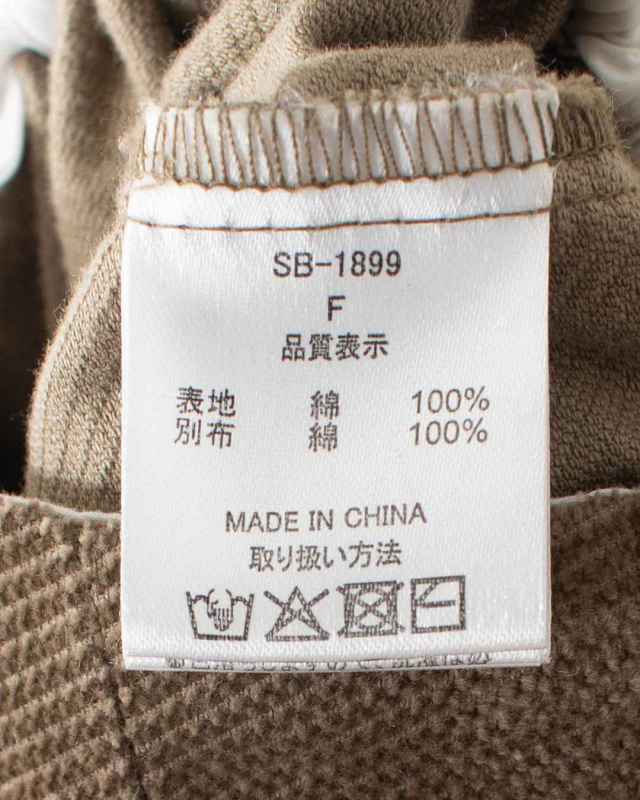 SB-1899
F
品質表示
表地 綿 100%
別布 綿 100%
MADE IN CHINA
取り扱い方法